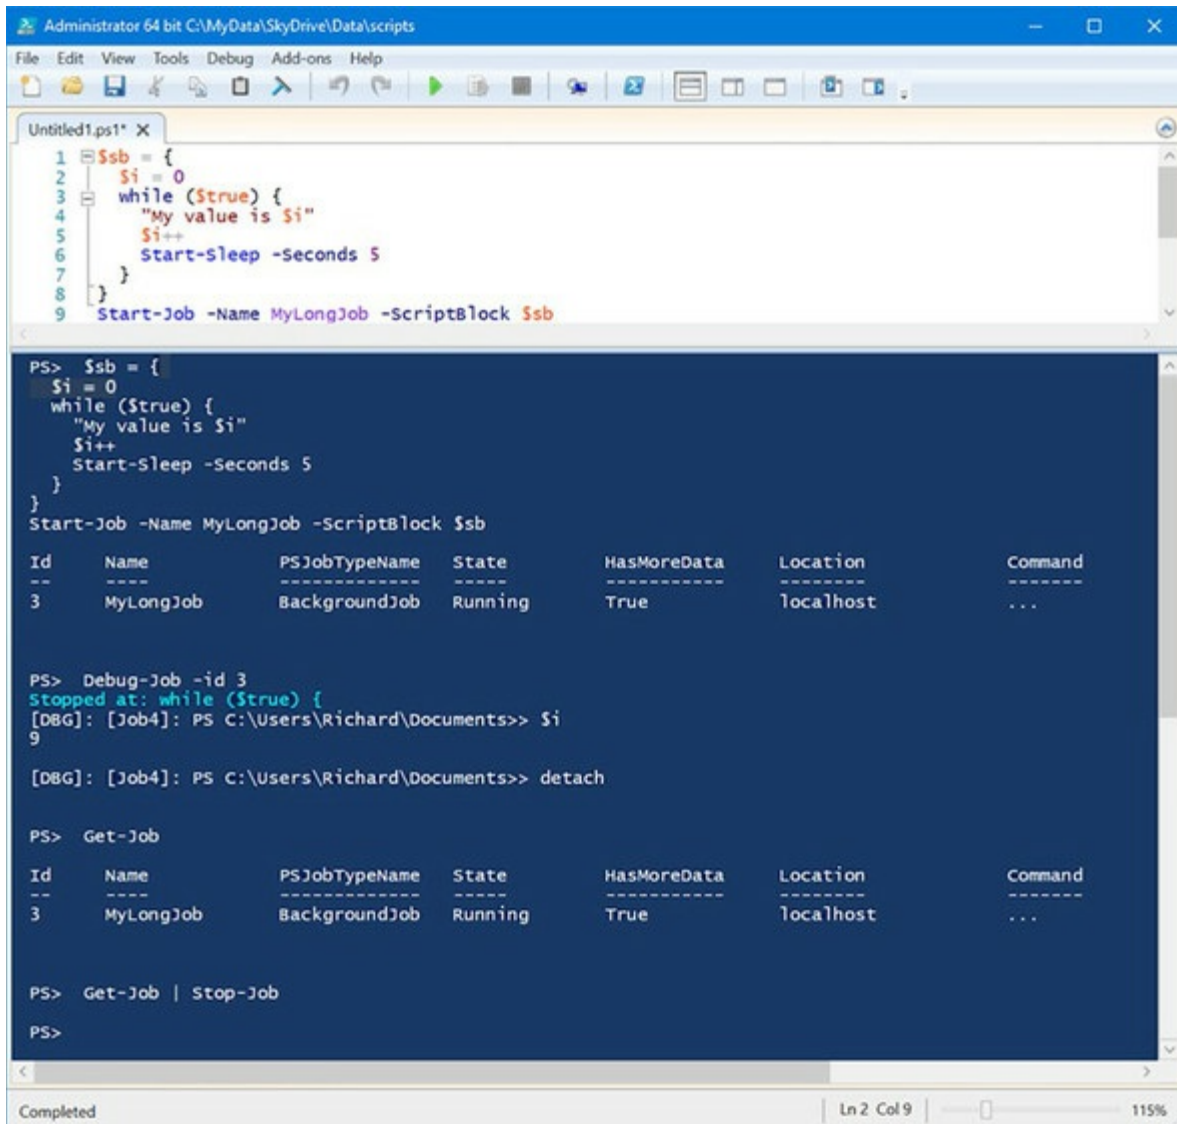 Administrator 64 bit C:\MyData\SkyDrive\Data\scripts
File Edit View Tools Debug Add-ons Help
Untitled1.ps1* X
1 $sb = {
2 $i = 0
3 while ($true) {
4 "My value is $i"
5 $i++
6 Start-Sleep -Seconds 5
7 }
8 }
9 Start-Job -Name MyLongJob -ScriptBlock $sb
PS> $sb = {
$i = 0
while ($true) {
"My value is $i"
$i++
Start-Sleep -Seconds 5
}
}
Start-Job -Name MyLongJob -ScriptBlock $sb
Id Name PSJobTypeName State HasMoreData Location Command
-- ---- ------------- ----- ----------- -------- -------
3 MyLongJob BackgroundJob Running True localhost ...
PS> Debug-Job -id 3
Stopped at: while ($true) {
[DBG]: [Job4]: PS C:\Users\Richard\Documents>> $i
9
[DBG]: [Job4]: PS C:\Users\Richard\Documents>> detach
PS> Get-Job
Id Name PSJobTypeName State HasMoreData Location Command
-- ---- ------------- ----- ----------- -------- -------
3 MyLongJob BackgroundJob Running True localhost ...
PS> Get-Job | Stop-Job
PS>
Completed Ln 2 Col 9 115%